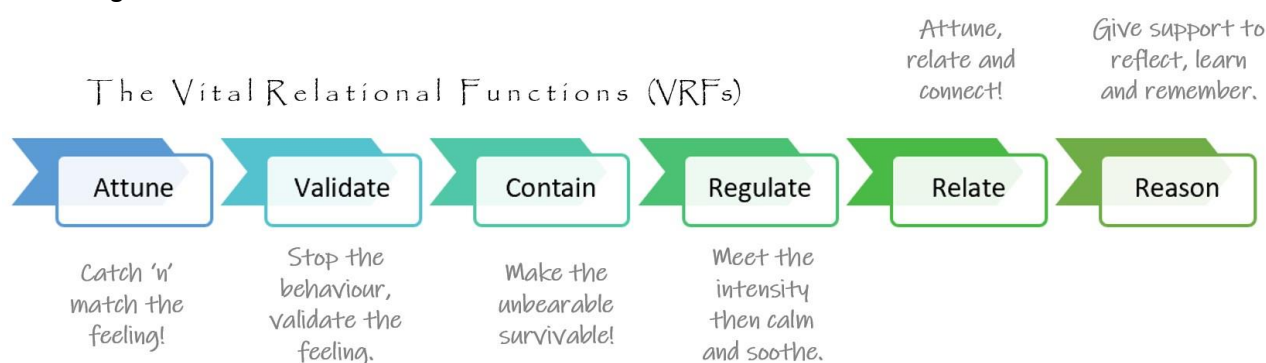 The Vital Relational Functions (VRFs)
Attune,
relate and
connect!
Give support to
reflect, learn
and remember.
Attune
Validate
Contain
Regulate
Relate
Reason
Catch 'n'
match the
feeling!
Stop the
behaviour,
validate the
feeling.
Make the
unbearable
survivable!
Meet the
intensity
then calm
and soothe.